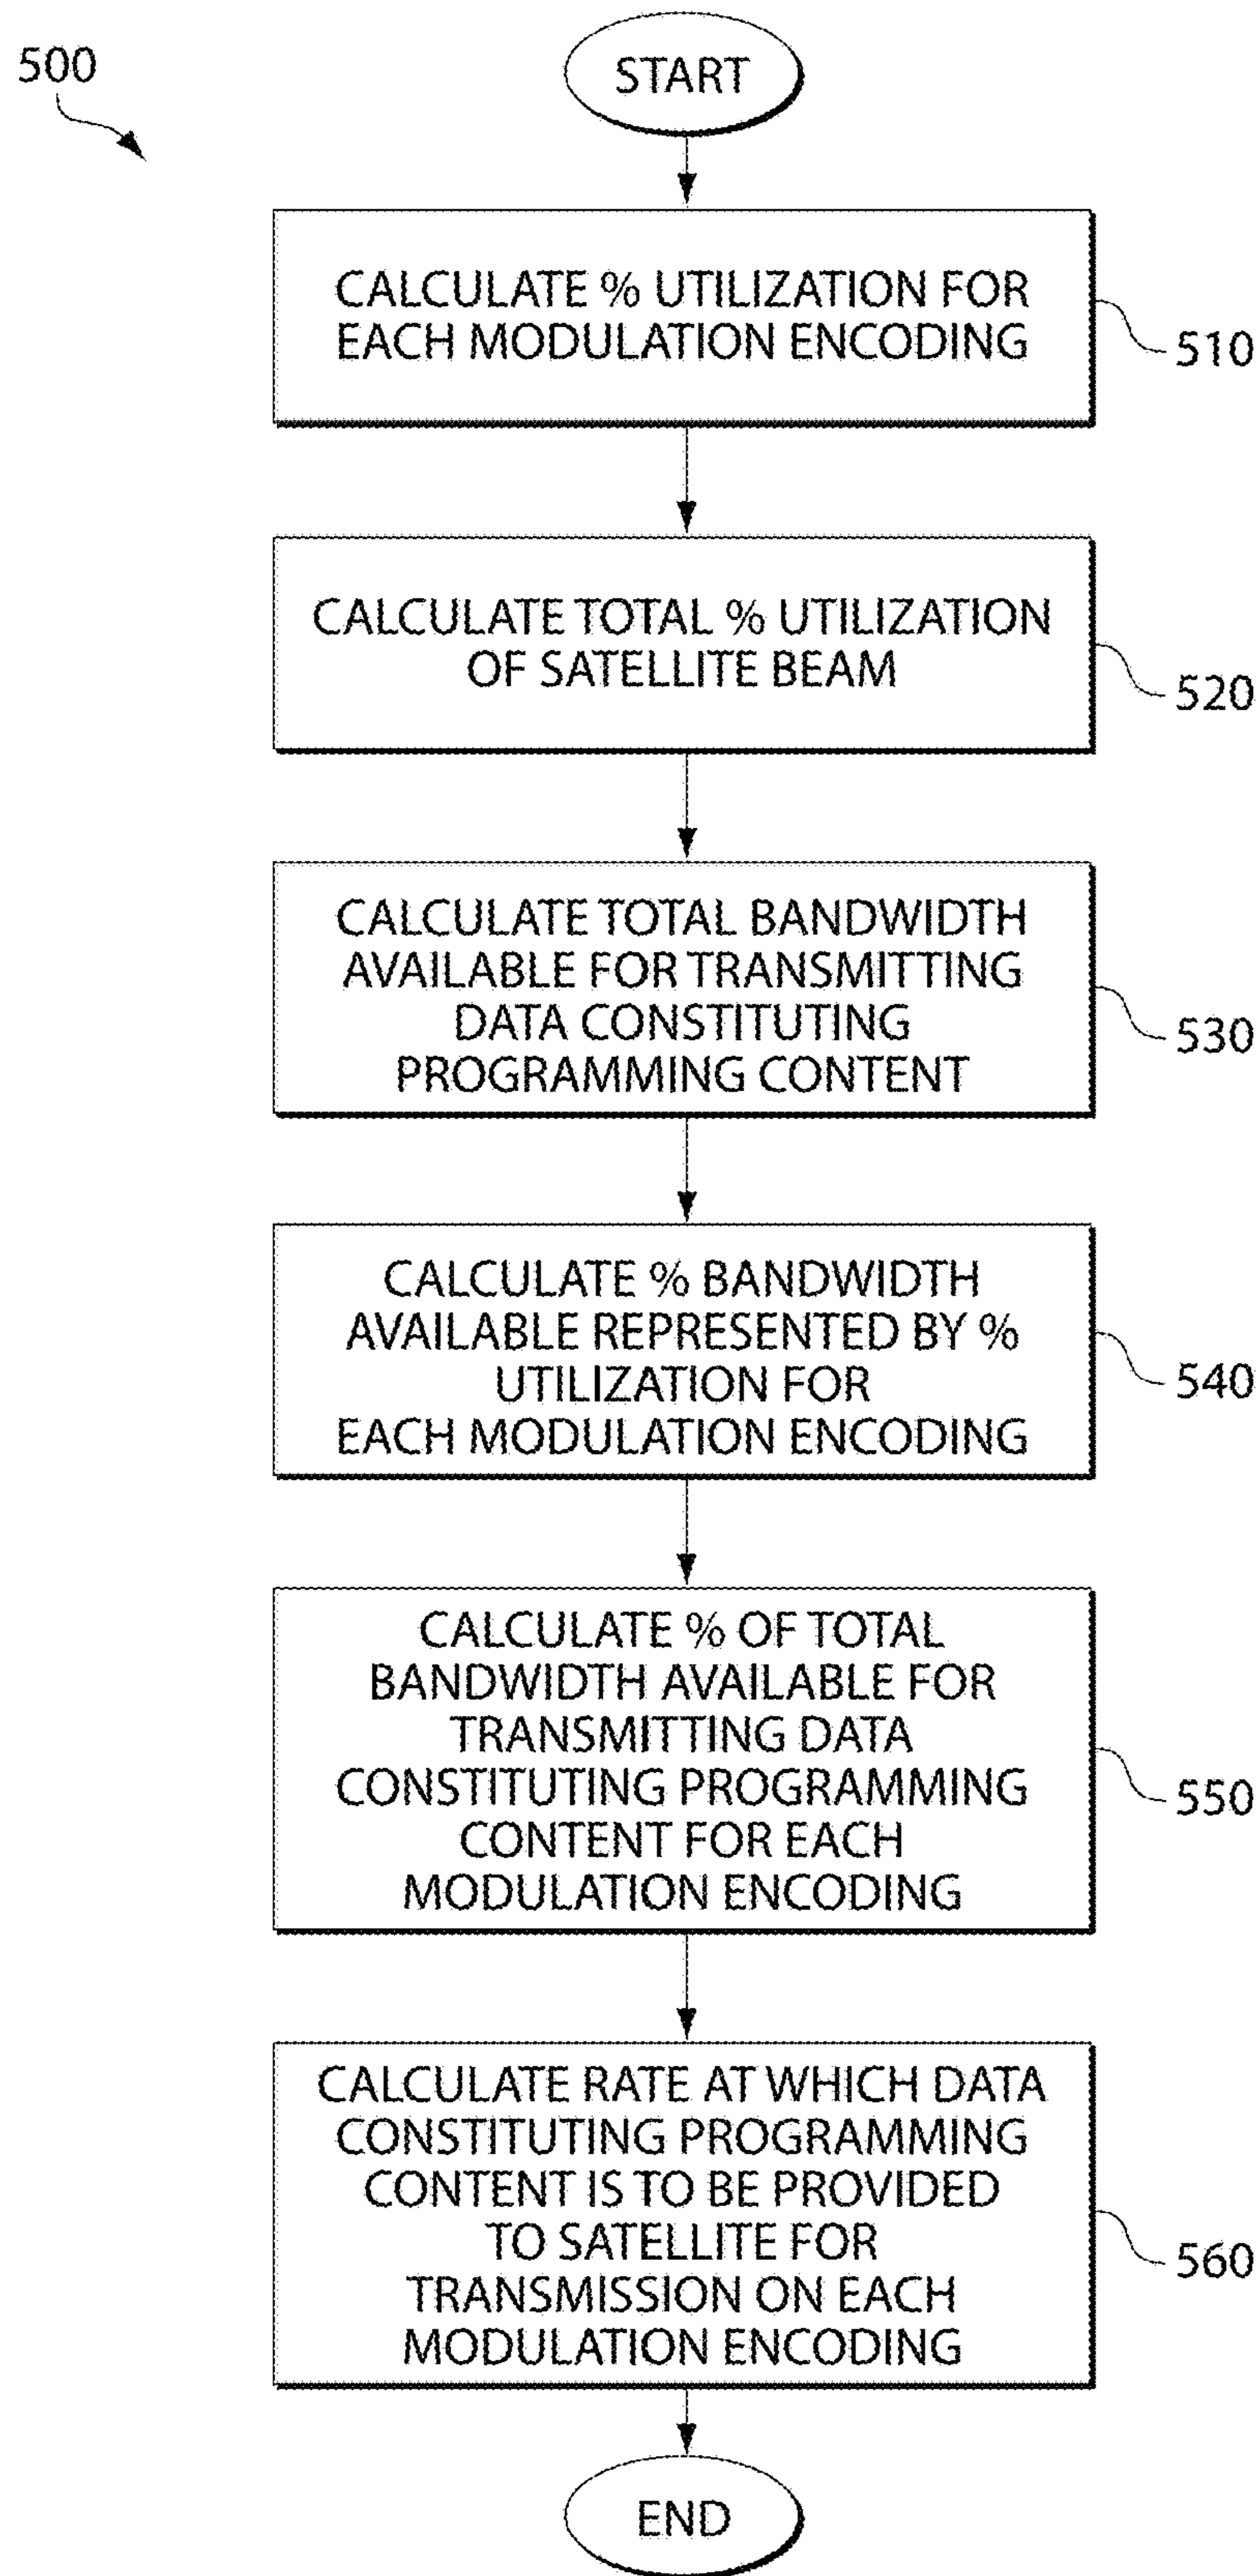 500
START
CALCULATE % UTILIZATION FOR
EACH MODULATION ENCODING
510
CALCULATE TOTAL % UTILIZATION
OF SATELLITE BEAM
520
CALCULATE TOTAL BANDWIDTH
AVAILABLE FOR TRANSMITTING
DATA CONSTITUTING
PROGRAMMING CONTENT
530
CALCULATE % BANDWIDTH
AVAILABLE REPRESENTED BY %
UTILIZATION FOR
EACH MODULATION ENCODING
540
CALCULATE % OF TOTAL
BANDWIDTH AVAILABLE FOR
TRANSMITTING DATA
CONSTITUTING PROGRAMMING
CONTENT FOR EACH
MODULATION ENCODING
550
CALCULATE RATE AT WHICH DATA
CONSTITUTING PROGRAMMING
CONTENT IS TO BE PROVIDED
TO SATELLITE FOR
TRANSMISSION ON EACH
MODULATION ENCODING
560
END